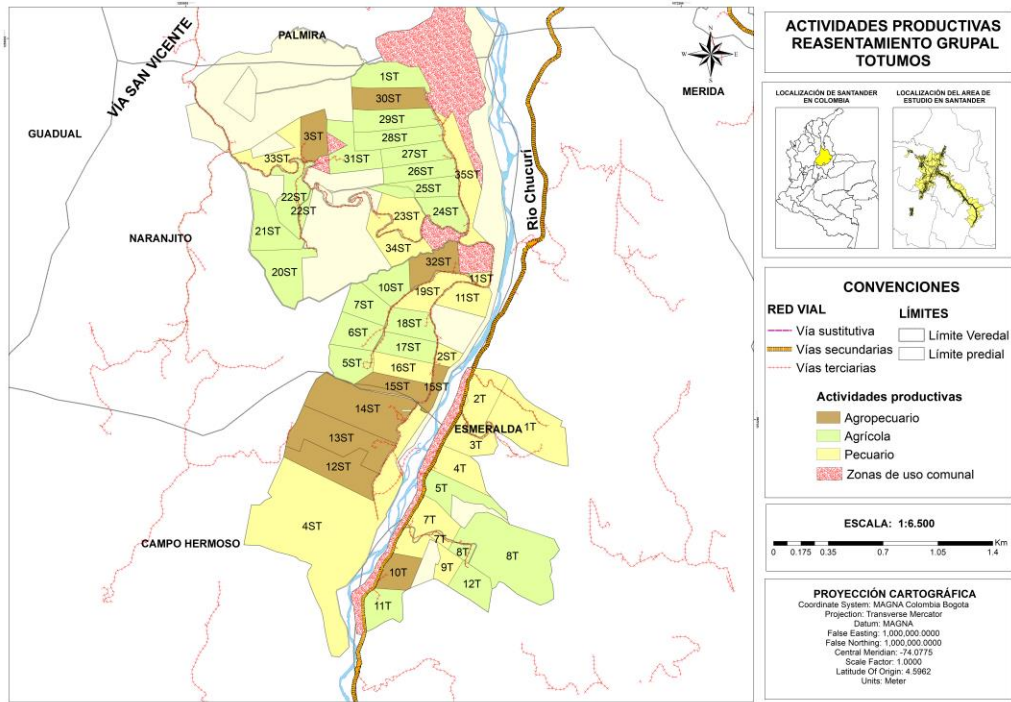 PALMIRA
VÍA SAN VICENTE
MERIDA
GUADUAL
NARANJITO
CAMPO HERMOSO
ESMERALDA
Rio Chucurí
N
W
E
S
1ST
30ST
3ST
29ST
28ST
33ST
31ST
27ST
26ST
35ST
25ST
22ST
22ST
23ST
24ST
21ST
34ST
20ST
32ST
11ST
10ST
19ST
11ST
7ST
18ST
6ST
17ST
5ST
16ST
2ST
15ST
15ST
14ST
13ST
12ST
4ST
2T
1T
3T
4T
5T
7T
7T
8T
8T
9T
10T
12T
11T
ACTIVIDADES PRODUCTIVAS
REASENTAMIENTO GRUPAL
TOTUMOS
LOCALIZACIÓN DE SANTANDER
EN COLOMBIA
LOCALIZACIÓN DEL AREA DE
ESTUDIO EN SANTANDER
CONVENCIONES
RED VIAL
Vía sustitutiva
Vías secundarias
Vías terciarias
LÍMITES
Límite Veredal
Límite predial
Actividades productivas
Agropecuario
Agrícola
Pecuario
Zonas de uso comunal
ESCALA: 1:6.500
0 0.175 0.35 0.7 1.05 1.4 Km
PROYECCIÓN CARTOGRÁFICA
Coordinate System: MAGNA Colombia Bogota
Projection: Transverse Mercator
Datum: MAGNA
False Easting: 1,000,000.0000
False Northing: 1,000,000.0000
Central Meridian: -74.0775
Scale Factor: 1.0000
Latitude Of Origin: 4.5962
Units: Meter